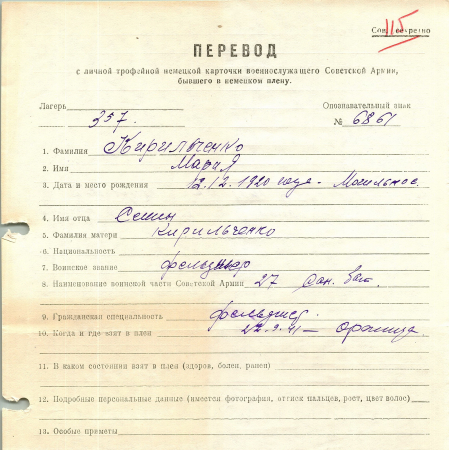 Сов. секретно
115
ПЕРЕВОД
с личной трофейной немецкой карточки военнослужащего Советской Армии,
бывшего в немецком плену.
Лагерь 357. Опознавательный знак
№ 6861
1. Фамилия Кирильченко
2. Имя Мария
3. Дата и место рождения 12.12.1920 года - Могильное
4. Имя отца Семин
5. Фамилия матери Кирильченко
6. Национальность
7. Воинское звание фельдшер
8. Наименование воинской части Советской Армии 27 сан. бат.
9. Гражданская специальность фельдшер
10. Когда и где взят в плен 22.9.41 - Оржица
11. В каком состоянии взят в плен (здоров, болен, ранен)
12. Подробные персональные данные (имеется фотография, оттиск пальцев, рост, цвет волос)
13. Особые приметы